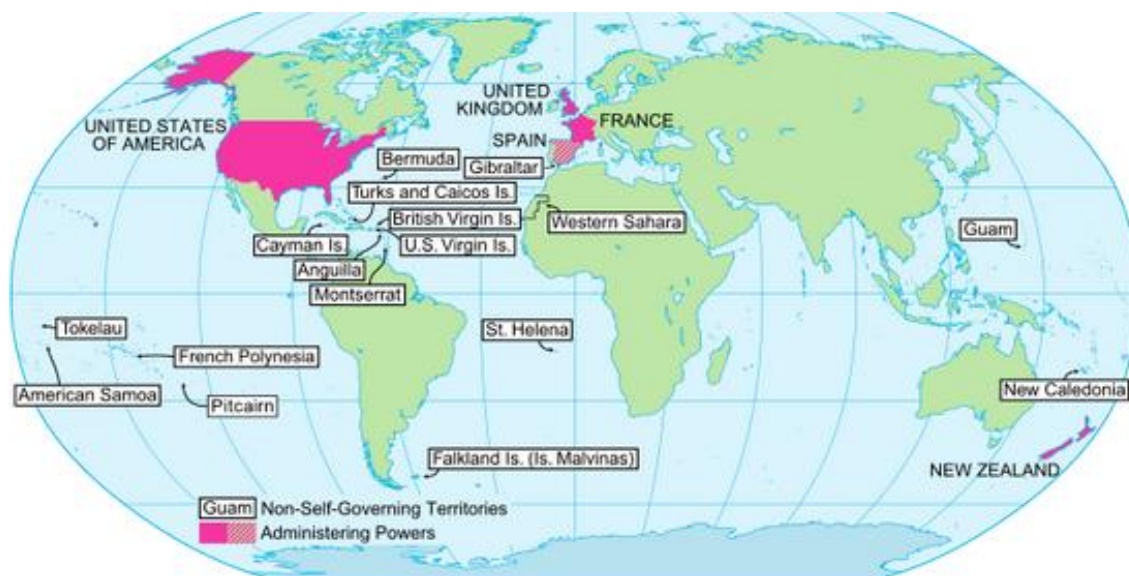 UNITED STATES
OF AMERICA
UNITED
KINGDOM
FRANCE
SPAIN
Gibraltar
Bermuda
Turks and Caicos Is.
British Virgin Is.
Western Sahara
Cayman Is.
U.S. Virgin Is.
Anguilla
Montserrat
Guam
Tokelau
St. Helena
French Polynesia
American Samoa
Pitcairn
New Caledonia
Falkland Is. (Is. Malvinas)
NEW ZEALAND
Guam Non-Self-Governing Territories
Administering Powers